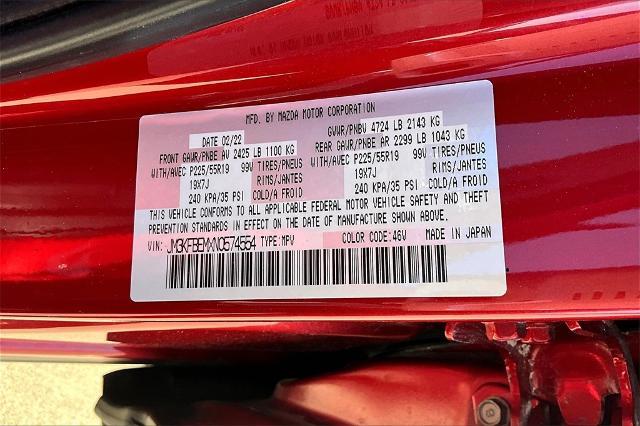 MFD. BY MAZDA MOTOR CORPORATION
DATE 02/22 GVWR/PNBV 4724 LB 2143 KG
FRONT GAWR/PNBE AV 2425 LB 1100 KG REAR GAWR/PNBE AR 2299 LB 1043 KG
WITH/AVEC P225/55R19 99V TIRES/PNEUS WITH/AVEC P225/55R19 99V TIRES/PNEUS
19X7J RIMS/JANTES 19X7J RIMS/JANTES
240 KPA/35 PSI COLD/A FROID 240 KPA/35 PSI COLD/A FROID
THIS VEHICLE CONFORMS TO ALL APPLICABLE FEDERAL MOTOR VEHICLE SAFETY AND THEFT
PREVENTION STANDARDS IN EFFECT ON THE DATE OF MANUFACTURE SHOWN ABOVE.
VIN: JM3KFBEMXN0574554 TYPE:MPV COLOR CODE:46V MADE IN JAPAN